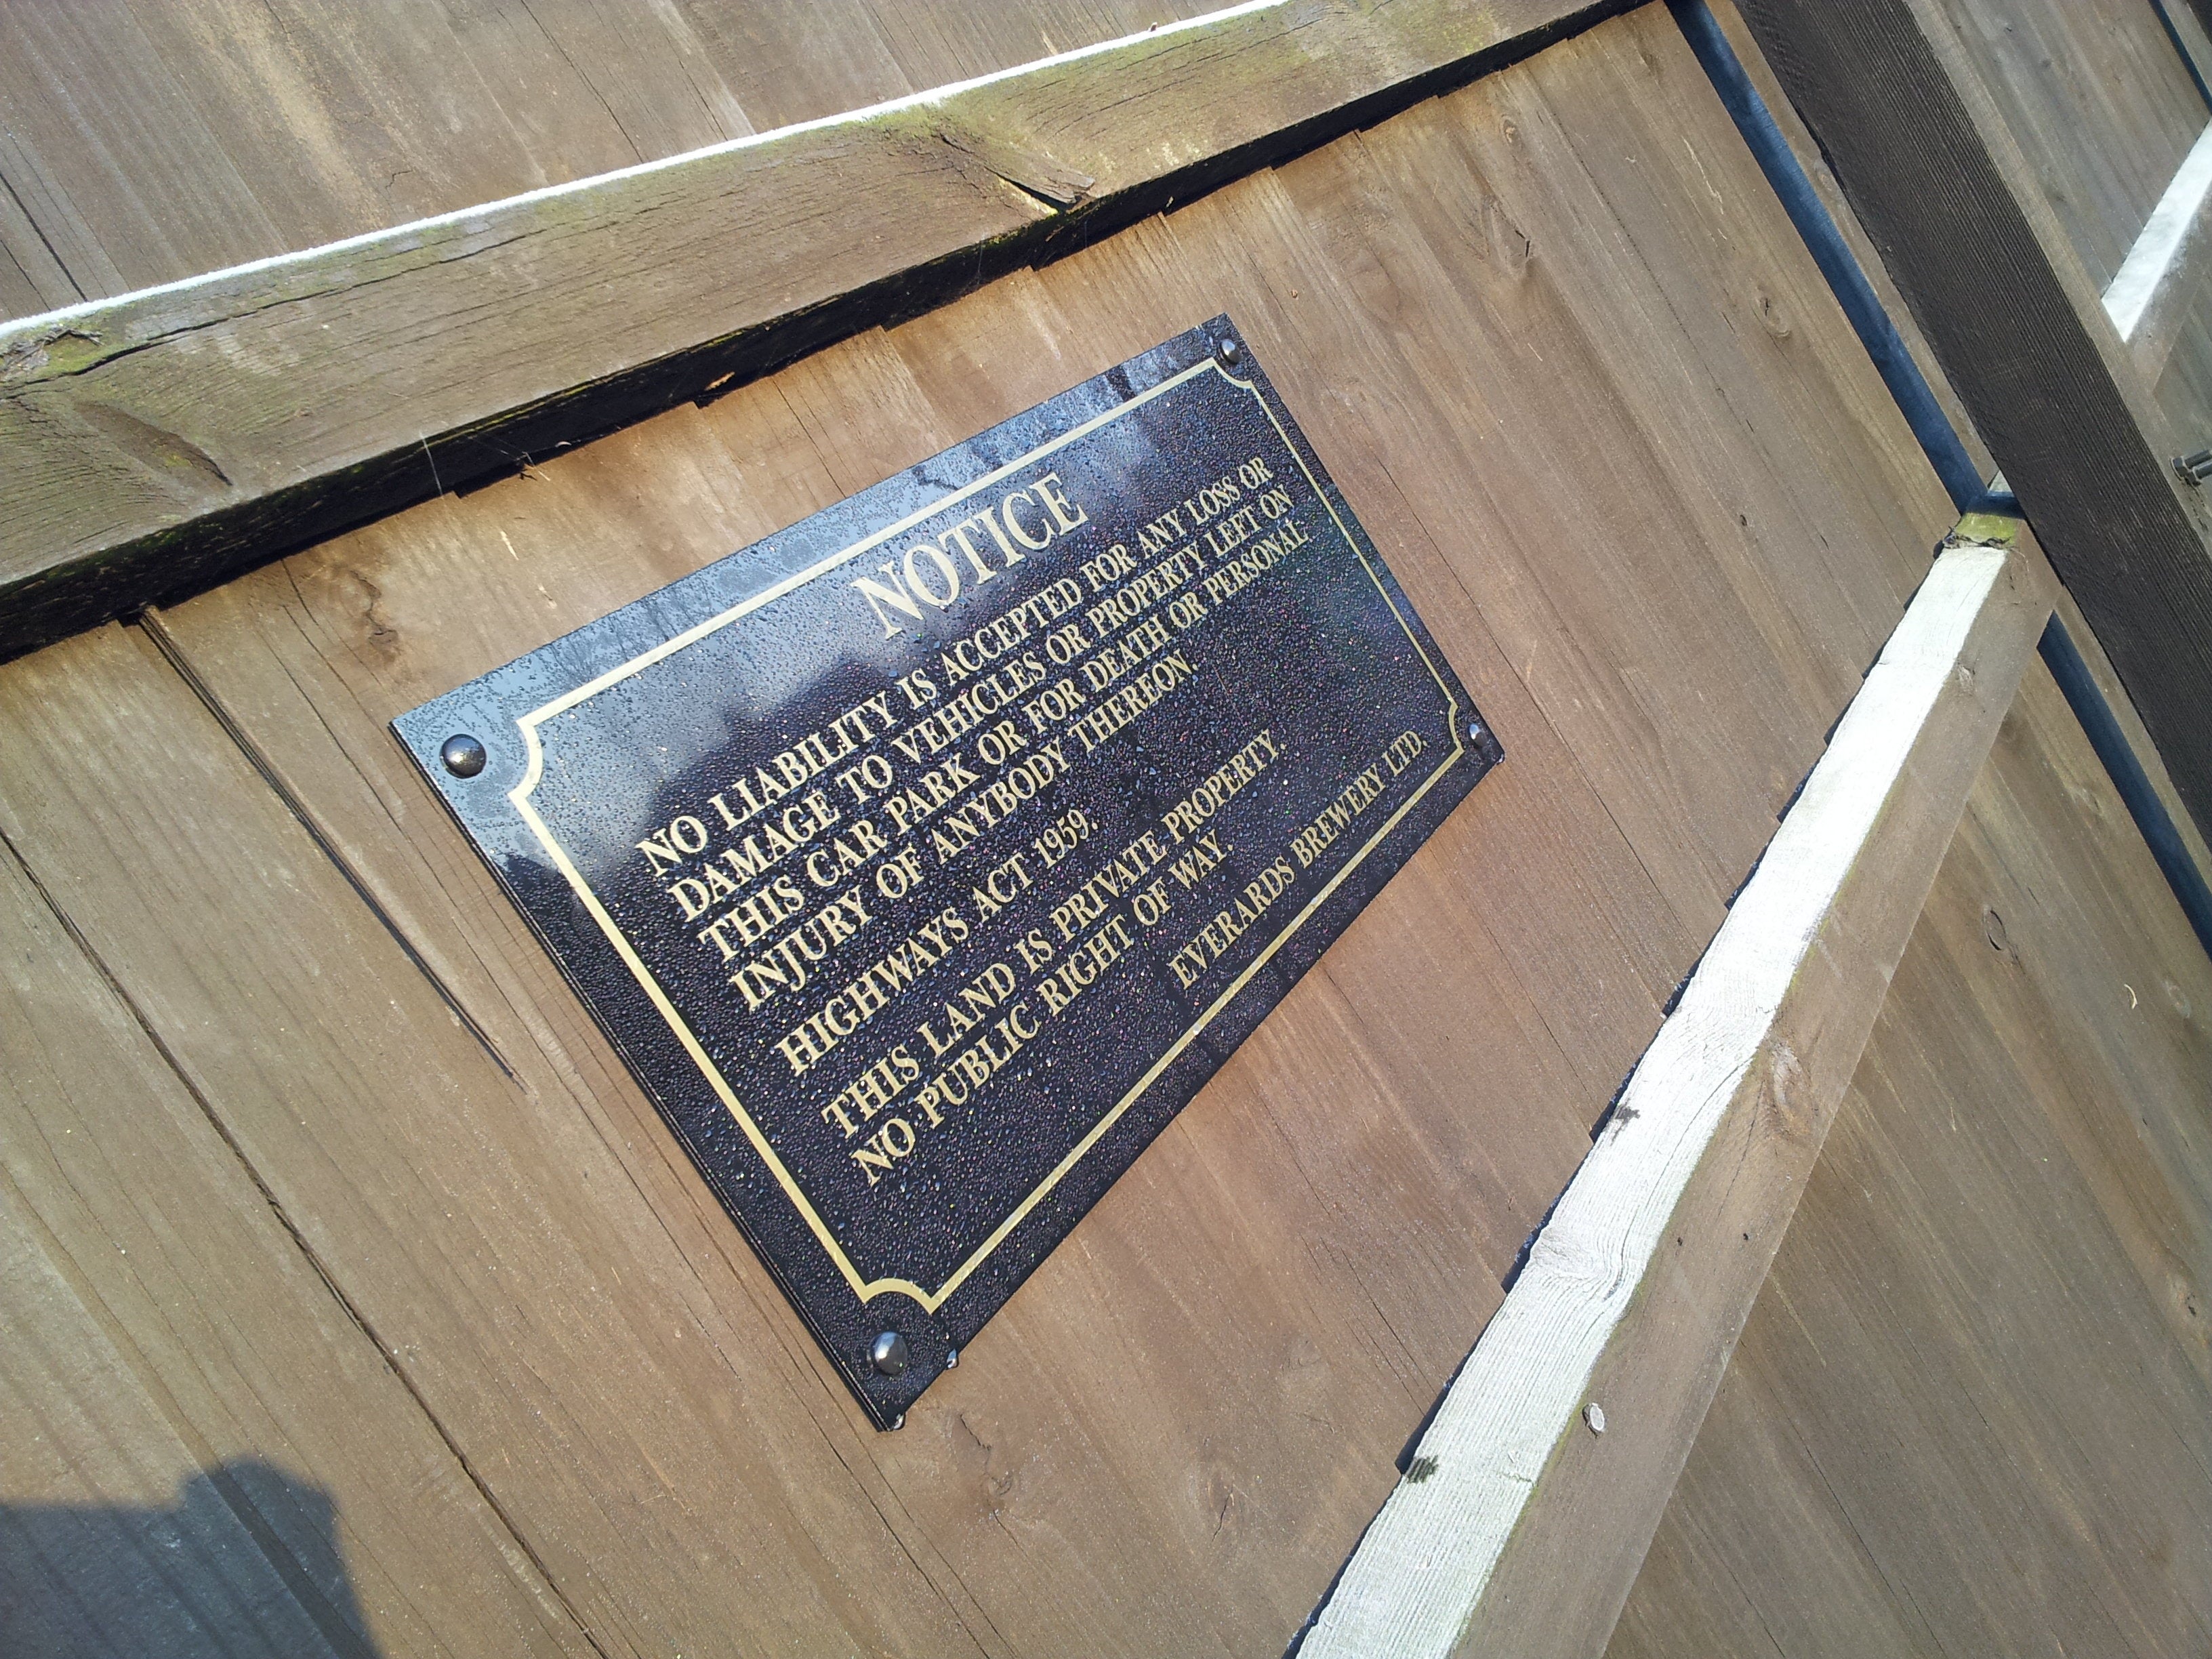 NOTICE
NO LIABILITY IS ACCEPTED FOR ANY LOSS OR
DAMAGE TO VEHICLES OR PROPERTY LEFT ON
THIS CAR PARK OR FOR DEATH OR PERSONAL
INJURY OF ANYBODY THEREON.
HIGHWAYS ACT 1959.
THIS LAND IS PRIVATE PROPERTY.
NO PUBLIC RIGHT OF WAY.
EVERARDS BREWERY LTD.